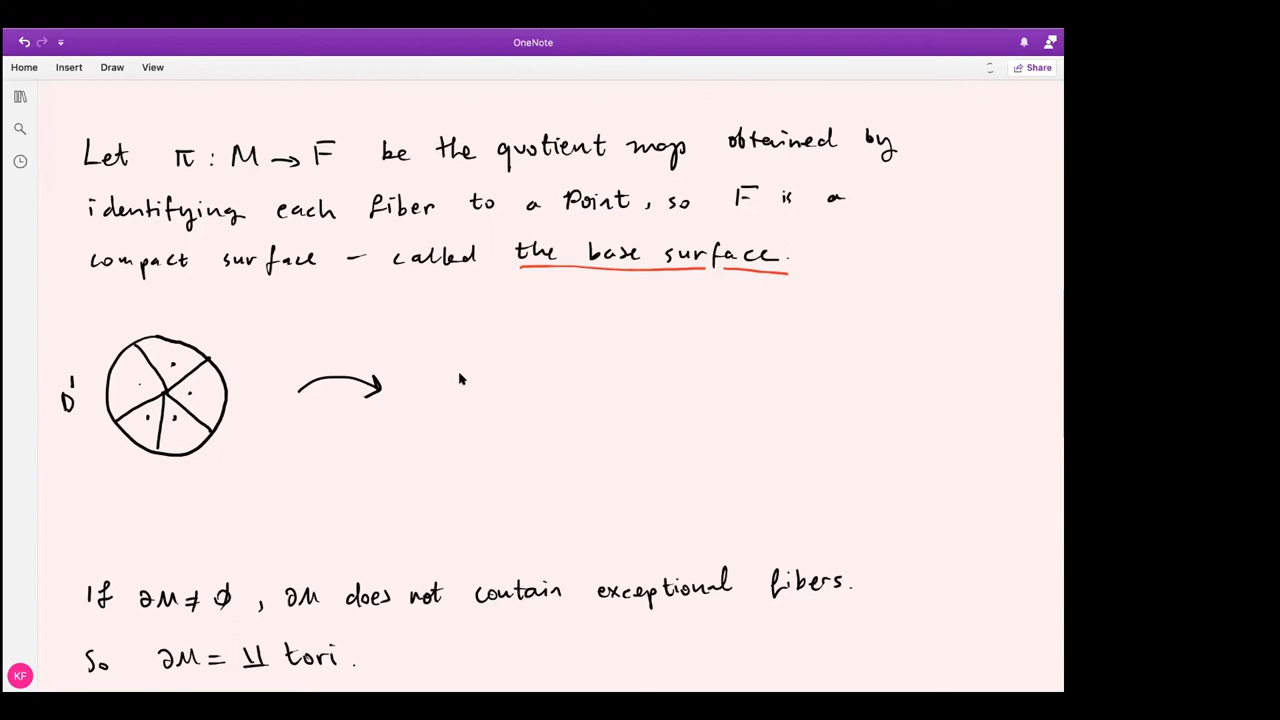 OneNote
Home Insert Draw View
Share
Let π : M → F be the quotient map obtained by
identifying each fiber to a point, so F is a
compact surface – called the base surface.
D'
If ∂M ≠ ∅, ∂M does not contain exceptional fibers.
So ∂M = ⊔ tori.
KF